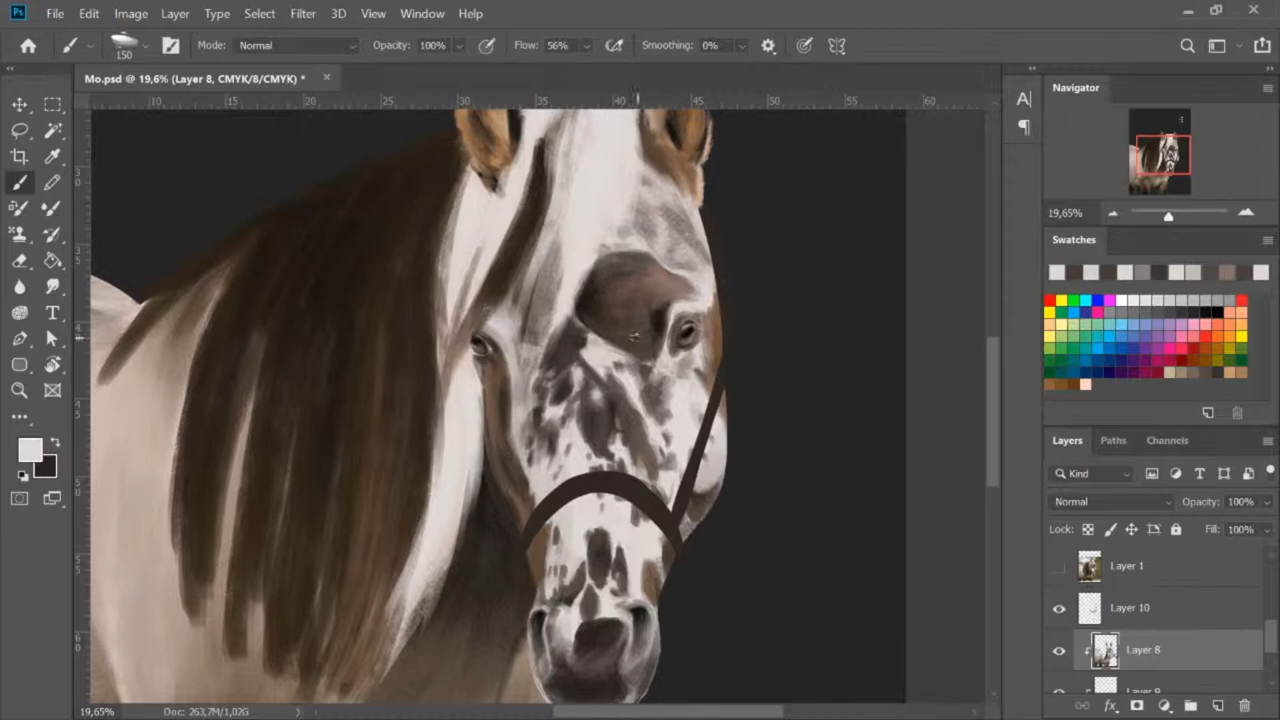 Ps File Edit Image Layer Type Select Filter 3D View Window Help
150 Mode: Normal Opacity: 100% Flow: 56% Smoothing: 0%
Mo.psd @ 19,6% (Layer 8, CMYK/8/CMYK) *
10 15 20 25 30 35 40 45 50 55 60
Navigator
19,65%
Swatches
Layers Paths Channels
Kind
Normal Opacity: 100%
Lock: Fill: 100%
Layer 1
Layer 10
Layer 8
19,65% Doc: 263,7M/1,02G